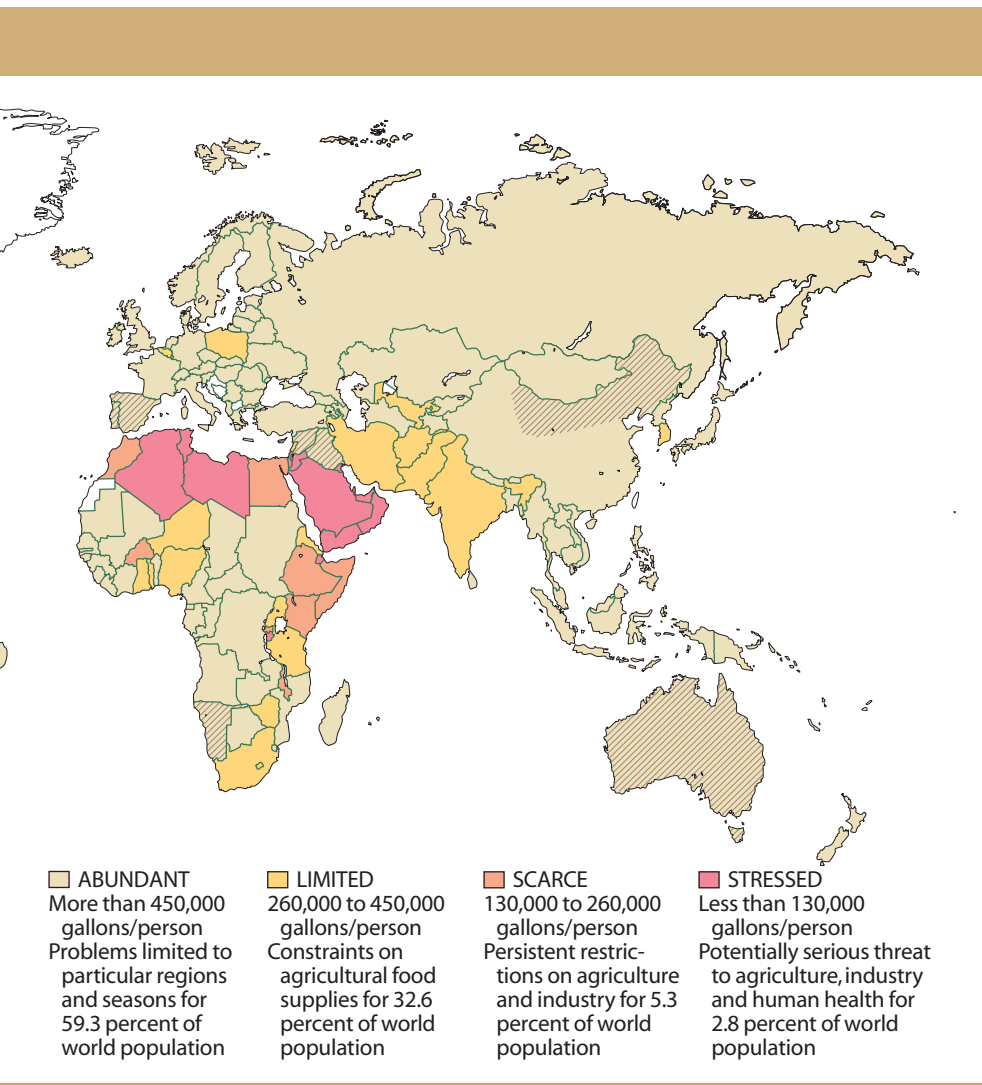 ABUNDANT
More than 450,000
gallons/person
Problems limited to
particular regions
and seasons for
59.3 percent of
world population
LIMITED
260,000 to 450,000
gallons/person
Constraints on
agricultural food
supplies for 32.6
percent of world
population
SCARCE
130,000 to 260,000
gallons/person
Persistent restric-
tions on agriculture
and industry for 5.3
percent of world
population
STRESSED
Less than 130,000
gallons/person
Potentially serious threat
to agriculture, industry
and human health for
2.8 percent of world
population